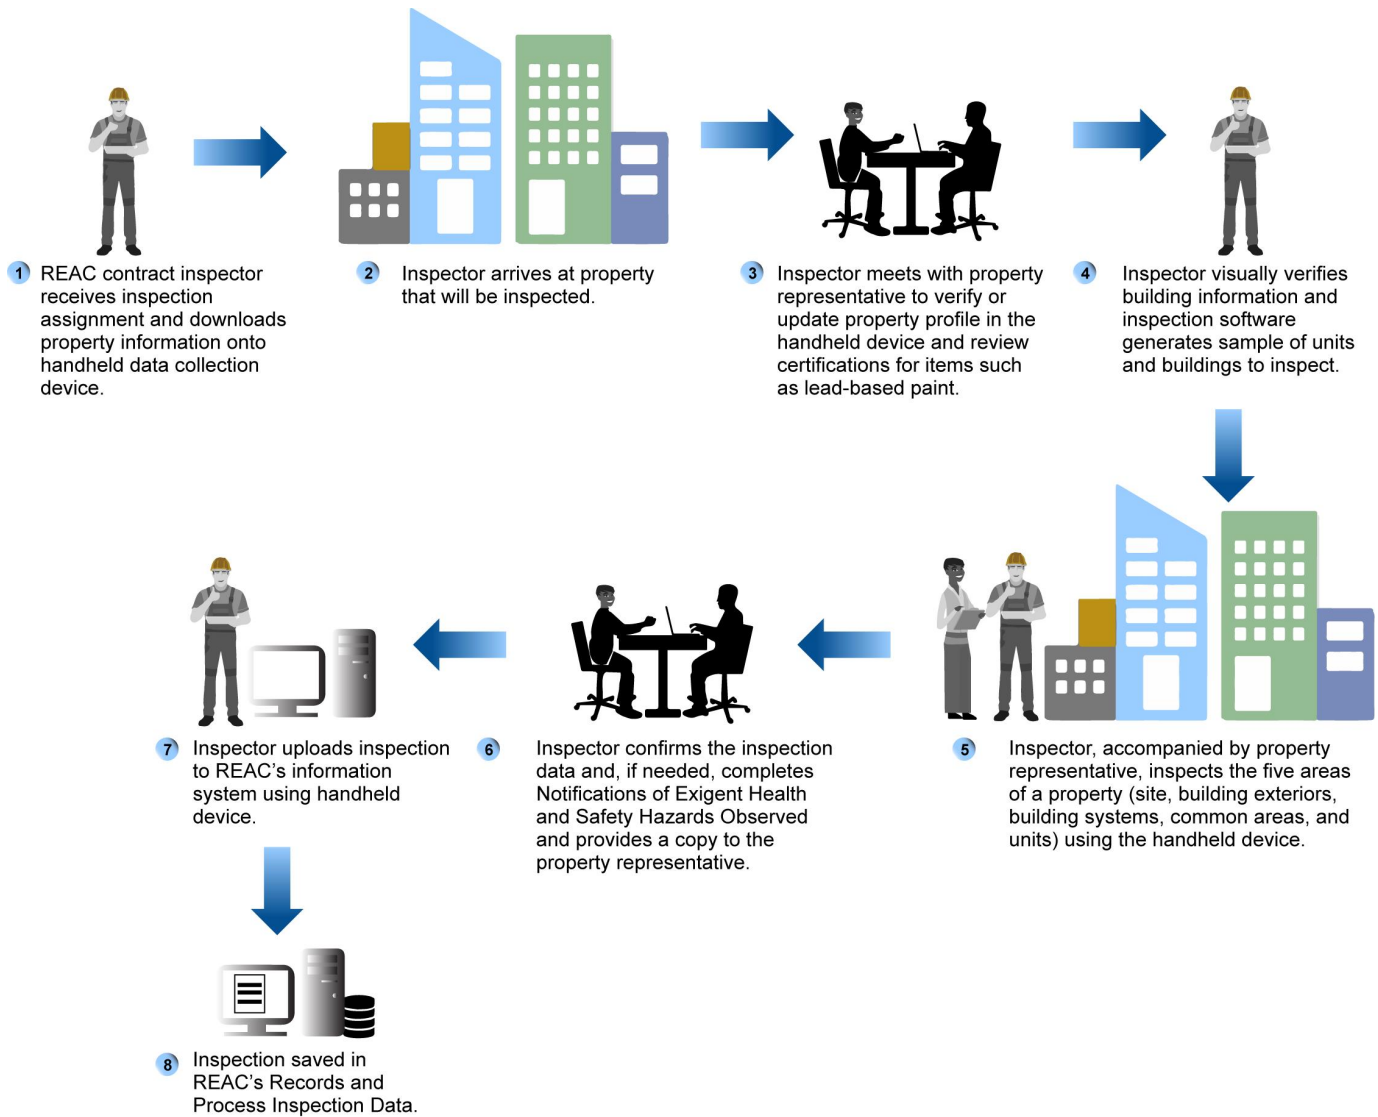 1 REAC contract inspector
receives inspection
assignment and downloads
property information onto
handheld data collection
device.
2 Inspector arrives at property
that will be inspected.
3 Inspector meets with property
representative to verify or
update property profile in the
handheld device and review
certifications for items such
as lead-based paint.
4 Inspector visually verifies
building information and
inspection software
generates sample of units
and buildings to inspect.
5 Inspector, accompanied by property
representative, inspects the five areas
of a property (site, building exteriors,
building systems, common areas, and
units) using the handheld device.
6 Inspector confirms the inspection
data and, if needed, completes
Notifications of Exigent Health
and Safety Hazards Observed
and provides a copy to the
property representative.
7 Inspector uploads inspection
to REAC’s information
system using handheld
device.
8 Inspection saved in
REAC’s Records and
Process Inspection Data.